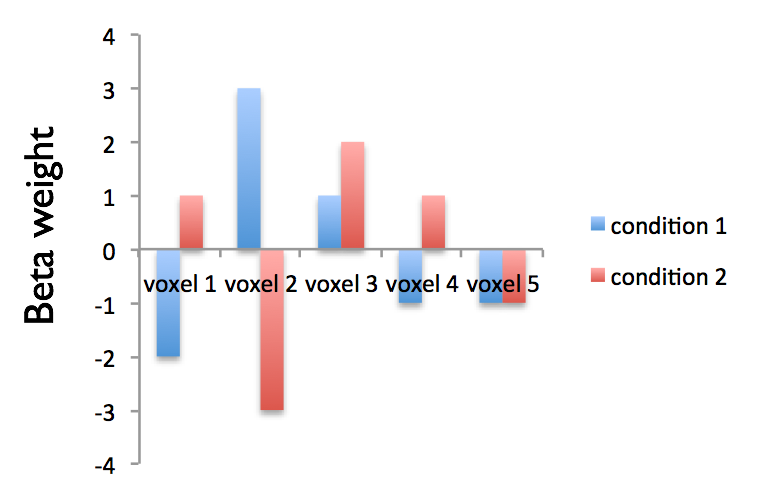 Beta weight
4
3
2
1
0
-1
-2
-3
-4
voxel 1 voxel 2 voxel 3 voxel 4 voxel 5
condition 1
condition 2